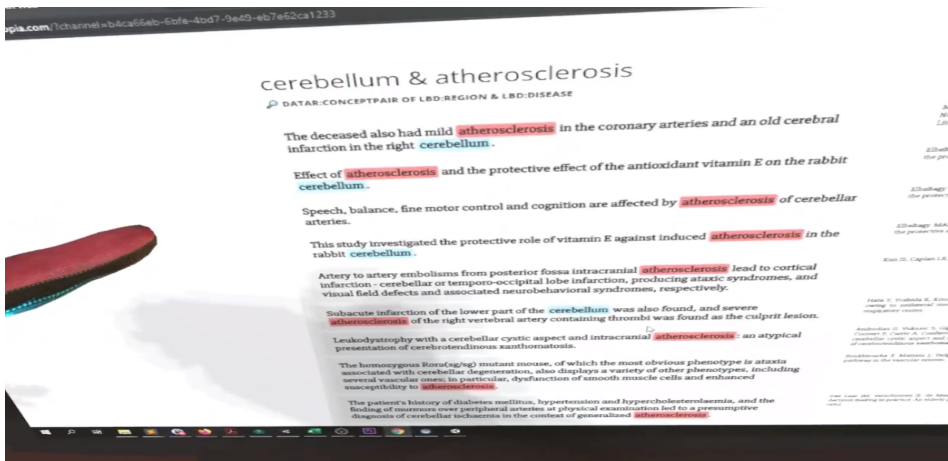 opia.com/?channel=b4ca66eb-6bfe-4bd7-9e49-eb7e62ca1233
cerebellum & atherosclerosis
DATAR:CONCEPTPAIR OF LBD:REGION & LBD:DISEASE
The deceased also had mild atherosclerosis in the coronary arteries and an old cerebral
infarction in the right cerebellum.
Effect of atherosclerosis and the protective effect of the antioxidant vitamin E on the rabbit
cerebellum.
Speech, balance, fine motor control and cognition are affected by atherosclerosis of cerebellar
arteries.
This study investigated the protective role of vitamin E against induced atherosclerosis in the
rabbit cerebellum.
Artery to artery embolisms from posterior fossa intracranial atherosclerosis lead to cortical
infarction - cerebellar or temporo-occipital lobe infarction, producing ataxic syndromes, and
visual field defects and associated neurobehavioral syndromes, respectively.
Subacute infarction of the lower part of the cerebellum was also found, and severe
atherosclerosis of the right vertebral artery containing thrombi was found as the culprit lesion.
Leukodystrophy with a cerebellar cystic aspect and intracranial atherosclerosis: an atypical
presentation of cerebrotendinous xanthomatosis.
The homozygous Rora(sg/sg) mutant mouse, of which the most obvious phenotype is ataxia
associated with cerebellar degeneration, also displays a variety of other phenotypes, including
several vascular ones; in particular, dysfunction of smooth muscle cells and enhanced
susceptibility to atherosclerosis.
The patient's history of diabetes mellitus, hypertension and hypercholesterolaemia, and the
finding of murmurs over peripheral arteries at physical examination led to a presumptive
diagnosis of cerebellar ischaemia in the context of generalized atherosclerosis.